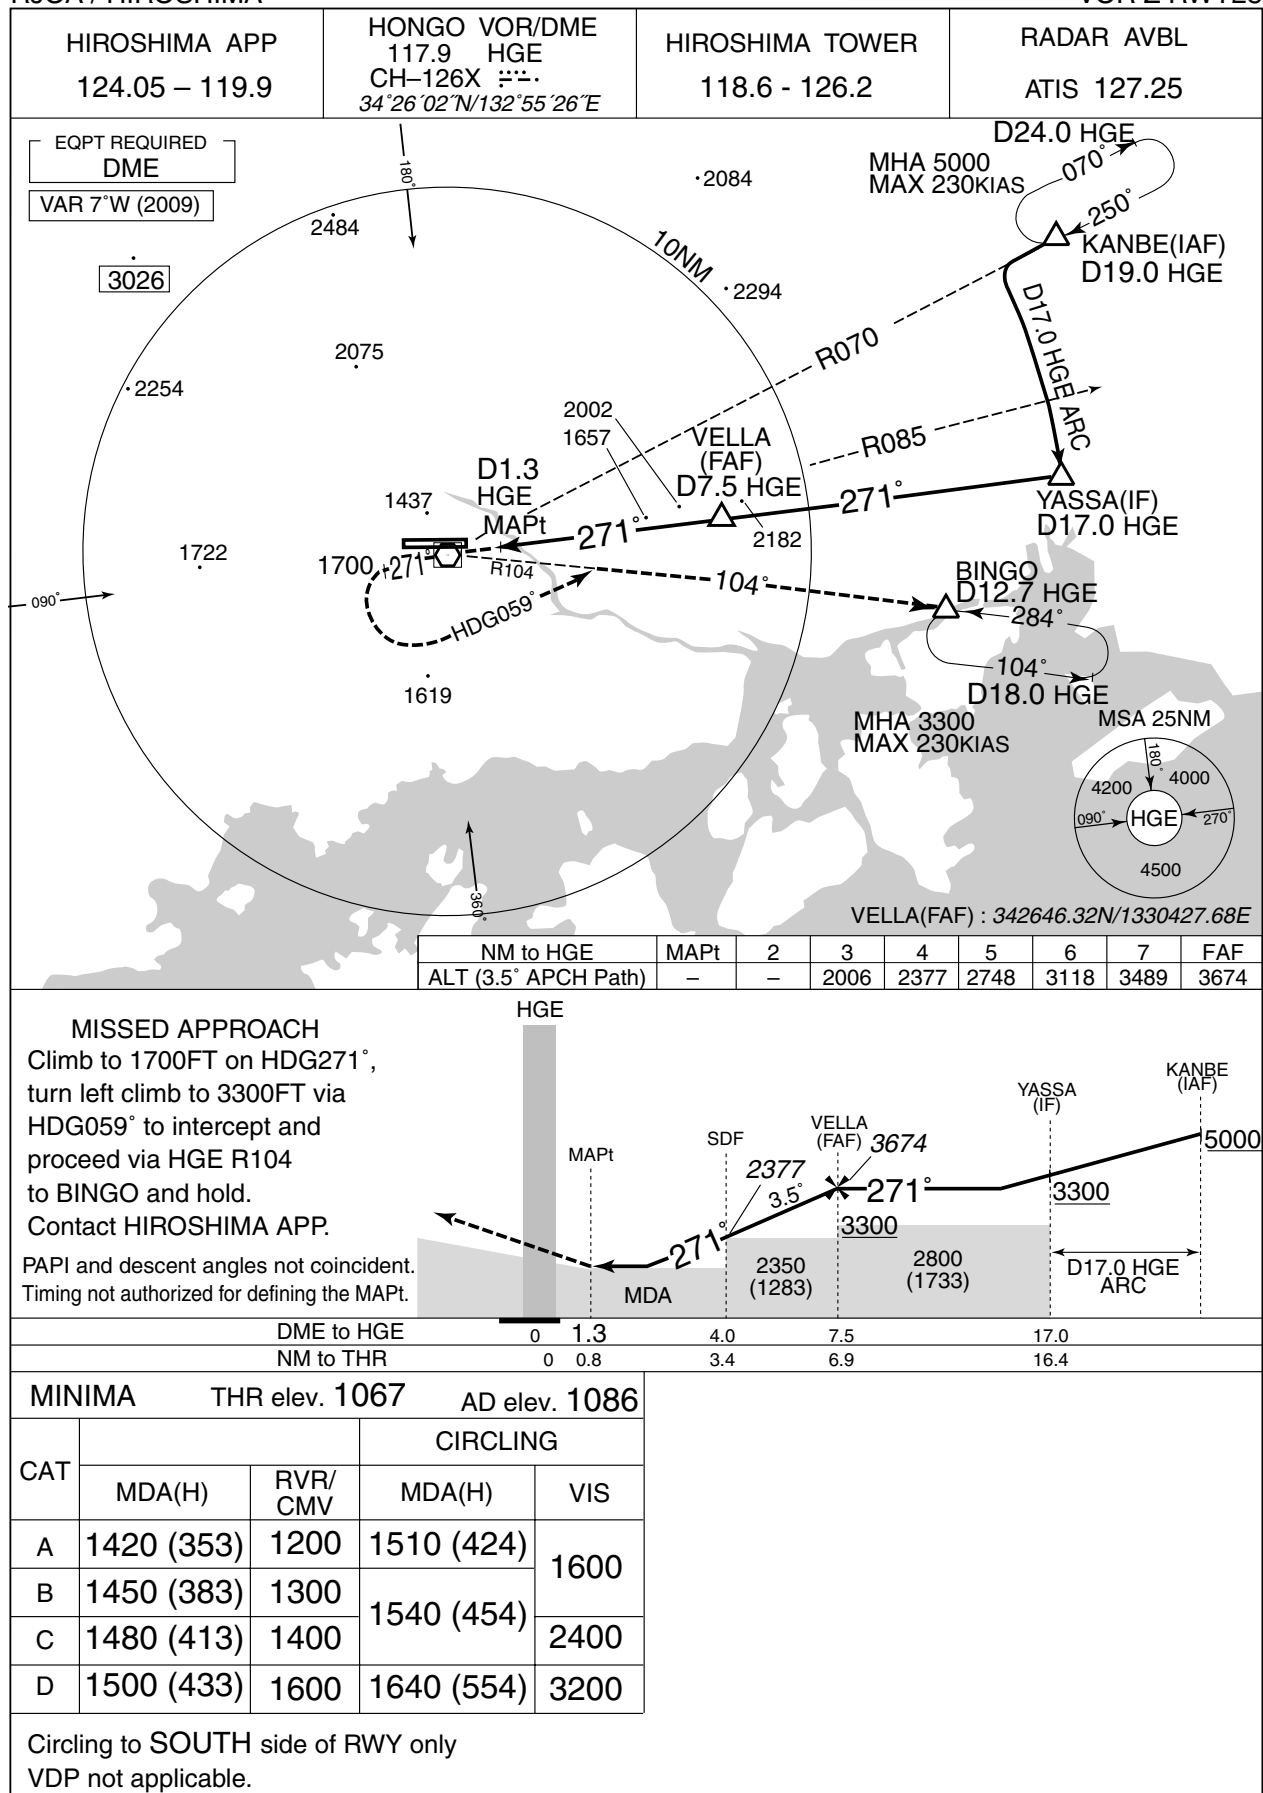 HIROSHIMA APP
124.05 – 119.9
HONGO VOR/DME
117.9 HGE
CH–126X
34°26´02˝N/132°55´26˝E
HIROSHIMA TOWER
118.6 - 126.2
RADAR AVBL
ATIS 127.25
EQPT REQUIRED
DME
VAR 7°W (2009)
180°
2484
3026
2084
MHA 5000
MAX 230KIAS
D24.0 HGE
070°
250°
KANBE(IAF)
D19.0 HGE
10NM
2294
D17.0 HGE ARC
R070
2075
2254
2002
1657
VELLA
(FAF)
D7.5 HGE
R085
D1.3
HGE
MAPt
1437
271°
271°
YASSA(IF)
D17.0 HGE
2182
1722
1700
271°
R104
104°
BINGO
D12.7 HGE
284°
090°
HDG059°
104°
D18.0 HGE
1619
MHA 3300
MAX 230KIAS
MSA 25NM
180°
4200
4000
090°
HGE
270°
4500
360°
VELLA(FAF) : 342646.32N/1330427.68E
NM to HGE MAPt 2 3 4 5 6 7 FAF
ALT (3.5° APCH Path) – – 2006 2377 2748 3118 3489 3674
MISSED APPROACH
Climb to 1700FT on HDG271°,
turn left climb to 3300FT via
HDG059° to intercept and
proceed via HGE R104
to BINGO and hold.
Contact HIROSHIMA APP.
PAPI and descent angles not coincident.
Timing not authorized for defining the MAPt.
HGE
MAPt
SDF
VELLA
(FAF)
YASSA
(IF)
KANBE
(IAF)
2377
3674
3.5°
271°
271°
5000
3300
3300
MDA
2350
(1283)
2800
(1733)
D17.0 HGE
ARC
DME to HGE 0 1.3 4.0 7.5 17.0
NM to THR 0 0.8 3.4 6.9 16.4
MINIMA THR elev. 1067 AD elev. 1086
CAT
CIRCLING
MDA(H) RVR/
CMV MDA(H) VIS
A 1420 (353) 1200 1510 (424) 1600
B 1450 (383) 1300 1540 (454)
C 1480 (413) 1400 2400
D 1500 (433) 1600 1640 (554) 3200
Circling to SOUTH side of RWY only
VDP not applicable.